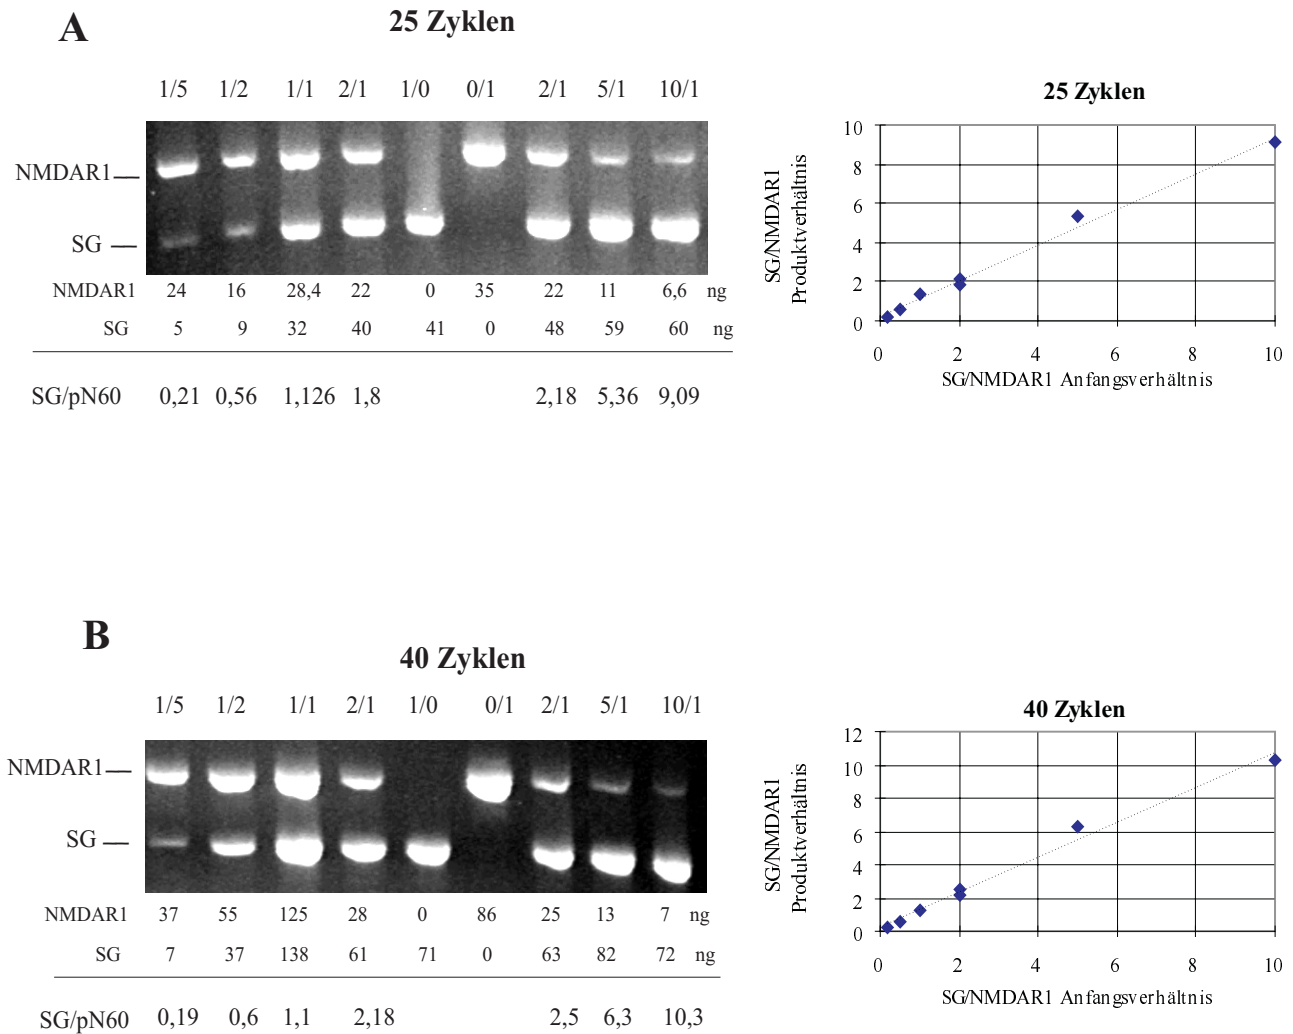 A
25 Zyklen
1/5 1/2 1/1 2/1 1/0 0/1 2/1 5/1 10/1
NMDAR1
SG
NMDAR1 24 16 28,4 22 0 35 22 11 6,6 ng
SG 5 9 32 40 41 0 48 59 60 ng
SG/pN60 0,21 0,56 1,126 1,8 2,18 5,36 9,09
25 Zyklen
SG/NMDAR1
Produktverhältnis
10
8
6
4
2
0
0 2 4 6 8 10
SG/NMDAR1 Anfangsverhältnis
B
40 Zyklen
1/5 1/2 1/1 2/1 1/0 0/1 2/1 5/1 10/1
NMDAR1
SG
NMDAR1 37 55 125 28 0 86 25 13 7 ng
SG 7 37 138 61 71 0 63 82 72 ng
SG/pN60 0,19 0,6 1,1 2,18 2,5 6,3 10,3
40 Zyklen
SG/NMDAR1
Produktverhältnis
12
10
8
6
4
2
0
0 2 4 6 8 10
SG/NMDAR1 Anfangsverhältnis